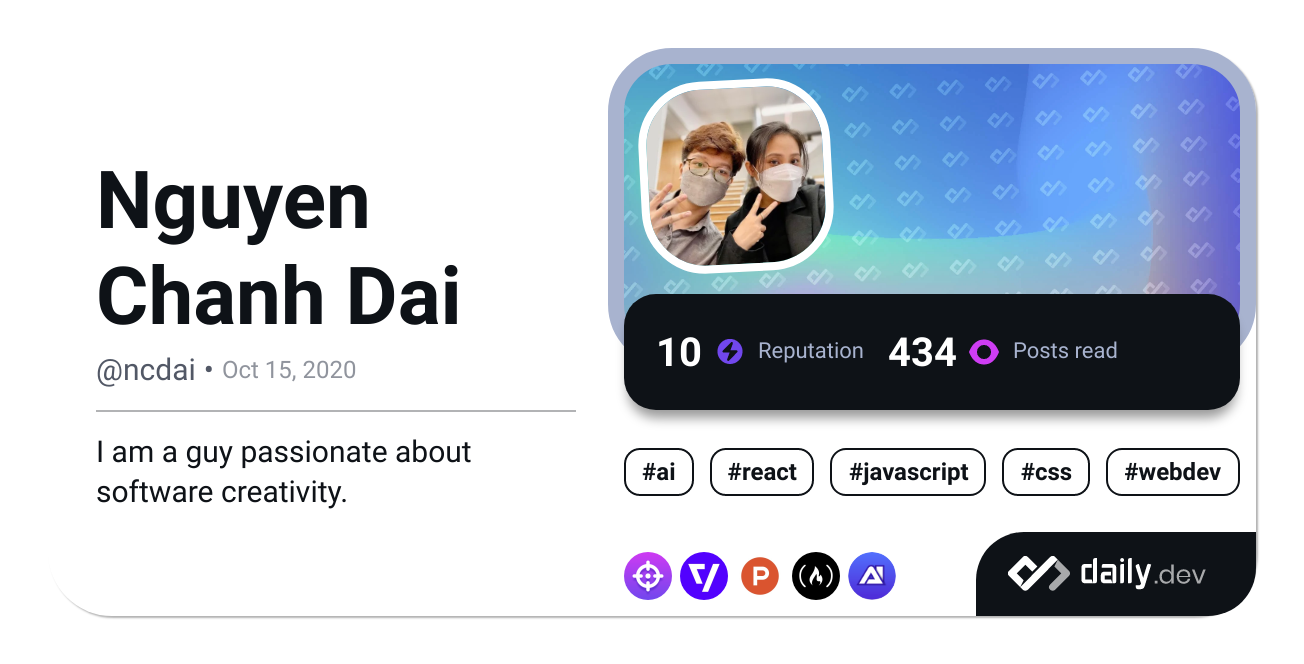 Nguyen
Chanh Dai
@ncdai • Oct 15, 2020
I am a guy passionate about
software creativity.
10 Reputation 434 Posts read
#ai #react #javascript #css #webdev
P
AI
daily.dev